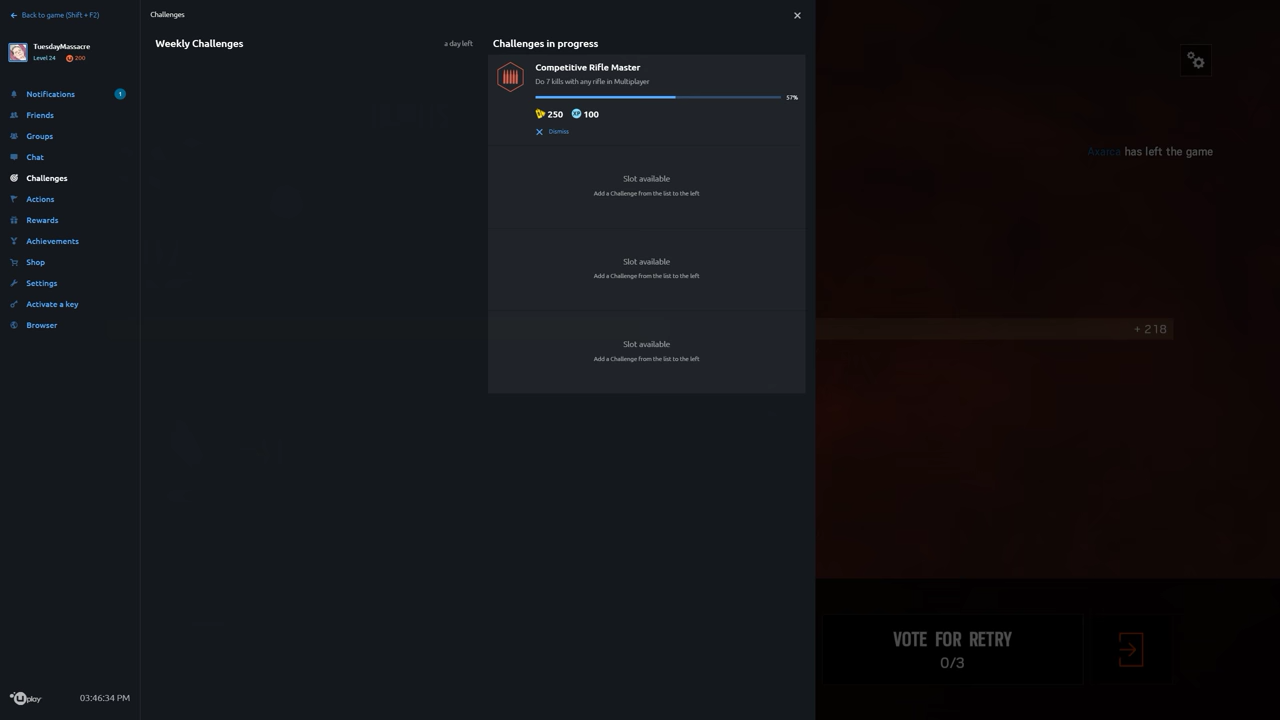 Back to game (Shift + F2)
TuesdayMassacre
Level 24 200
Notifications 1
Friends
Groups
Chat
Challenges
Actions
Rewards
Achievements
Shop
Settings
Activate a key
Browser
uplay 03:46:34 PM
Challenges
Weekly Challenges a day left
Challenges in progress
Competitive Rifle Master
Do 7 kills with any rifle in Multiplayer
57%
250 XP 100
Dismiss
Slot available
Add a Challenge from the list to the left
Slot available
Add a Challenge from the list to the left
Slot available
Add a Challenge from the list to the left
Axarca has left the game
+ 218
VOTE FOR RETRY
0/3